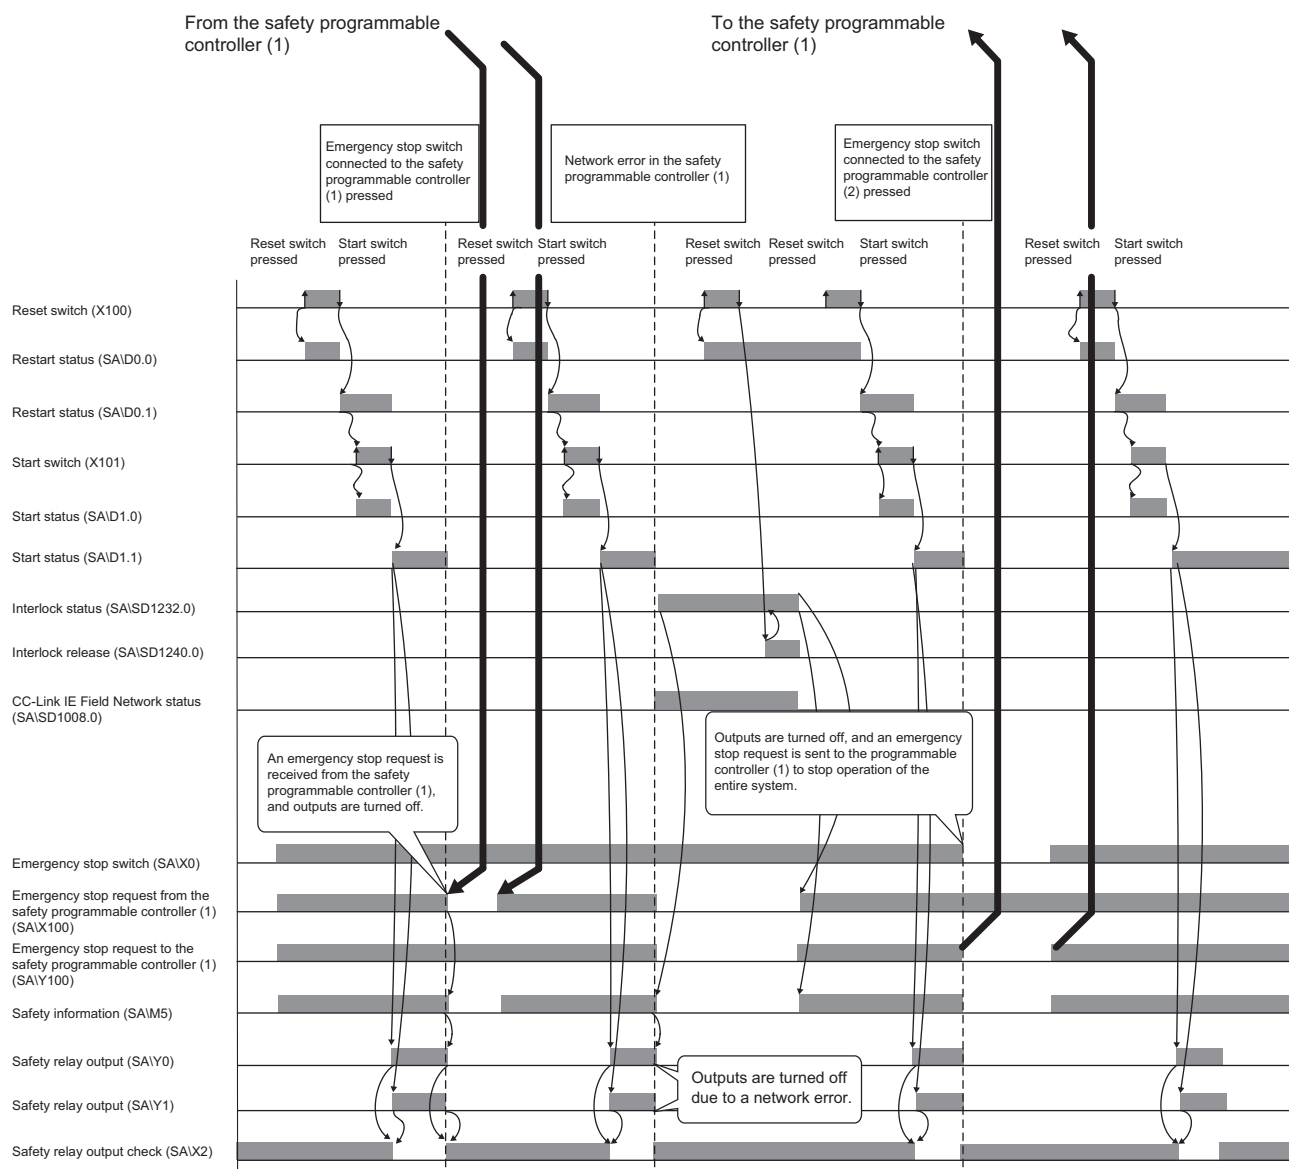 From the safety programmable
controller (1)
To the safety programmable
controller (1)
Emergency stop switch
connected to the safety
programmable controller
(1) pressed
Network error in the safety
programmable controller (1)
Emergency stop switch
connected to the safety
programmable controller
(2) pressed
Reset switch
pressed
Start switch
pressed
Reset switch
pressed
Start switch
pressed
Reset switch
pressed
Reset switch
pressed
Start switch
pressed
Reset switch
pressed
Start switch
pressed
Reset switch (X100)
Restart status (SA\D0.0)
Restart status (SA\D0.1)
Start switch (X101)
Start status (SA\D1.0)
Start status (SA\D1.1)
Interlock status (SA\SD1232.0)
Interlock release (SA\SD1240.0)
CC-Link IE Field Network status
(SA\SD1008.0)
An emergency stop request is
received from the safety
programmable controller (1),
and outputs are turned off.
Outputs are turned off, and an emergency
stop request is sent to the programmable
controller (1) to stop operation of the
entire system.
Emergency stop switch (SA\X0)
Emergency stop request from the
safety programmable controller (1)
(SA\X100)
Emergency stop request to the
safety programmable controller (1)
(SA\Y100)
Safety information (SA\M5)
Safety relay output (SA\Y0)
Outputs are turned off
due to a network error.
Safety relay output (SA\Y1)
Safety relay output check (SA\X2)